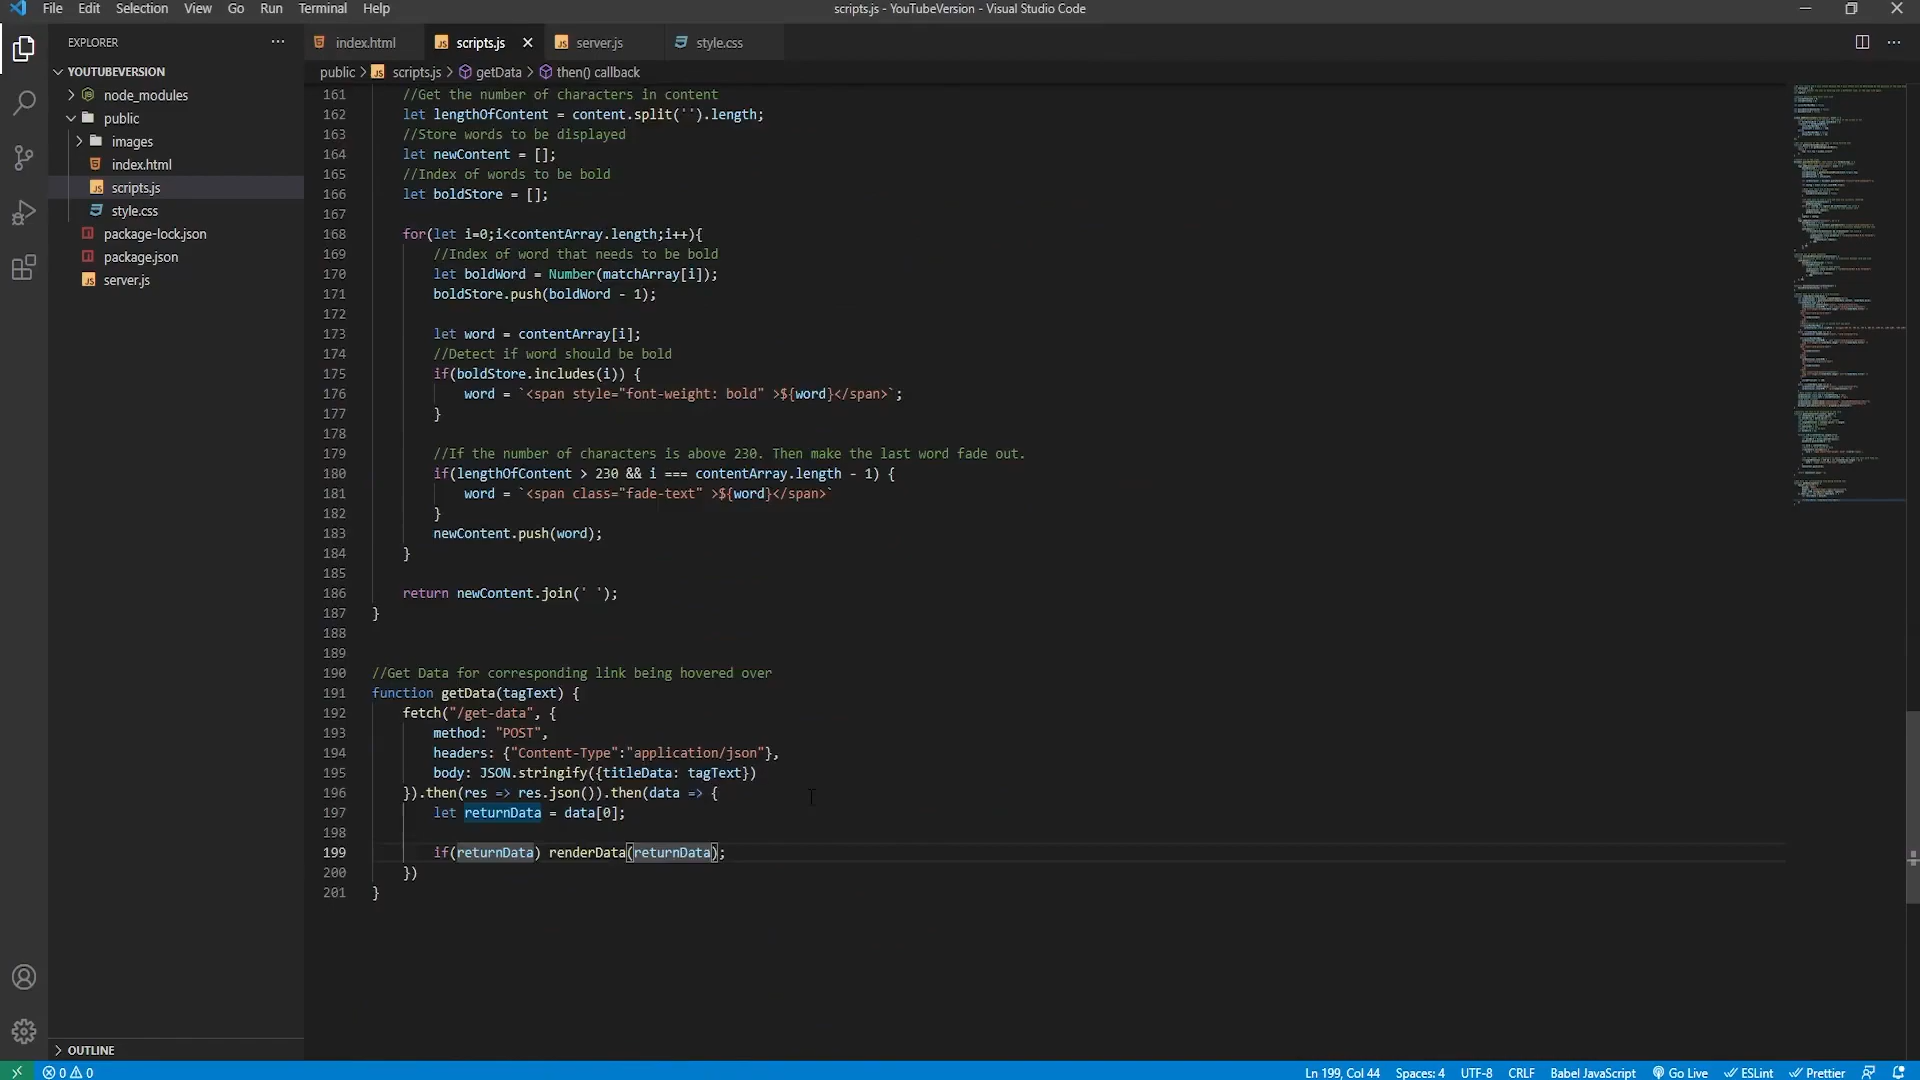 File Edit Selection View Go Run Terminal Help
scripts.js - YouTubeVersion - Visual Studio Code
EXPLORER
YOUTUBEVERSION
node_modules
public
images
index.html
scripts.js
style.css
package-lock.json
package.json
server.js
OUTLINE
index.html scripts.js server.js style.css
public > scripts.js > getData > then() callback
161 //Get the number of characters in content
162 let lengthOfContent = content.split('').length;
163 //Store words to be displayed
164 let newContent = [];
165 //Index of words to be bold
166 let boldStore = [];
167
168 for(let i=0;i<contentArray.length;i++){
169 //Index of word that needs to be bold
170 let boldWord = Number(matchArray[i]);
171 boldStore.push(boldWord - 1);
172
173 let word = contentArray[i];
174 //Detect if word should be bold
175 if(boldStore.includes(i)) {
176 word = `<span style="font-weight: bold" >${word}</span>`;
177 }
178
179 //If the number of characters is above 230. Then make the last word fade out.
180 if(lengthOfContent > 230 && i === contentArray.length - 1) {
181 word = `<span class="fade-text" >${word}</span>`
182 }
183 newContent.push(word);
184 }
185
186 return newContent.join(' ');
187 }
188
189
190 //Get Data for corresponding link being hovered over
191 function getData(tagText) {
192 fetch("/get-data", {
193 method: "POST",
194 headers: {"Content-Type":"application/json"},
195 body: JSON.stringify({titleData: tagText})
196 }).then(res => res.json()).then(data => {
197 let returnData = data[0];
198
199 if(returnData) renderData(returnData);
200 })
201 }
0 0
Ln 199, Col 44 Spaces: 4 UTF-8 CRLF Babel JavaScript Go Live ESLint Prettier